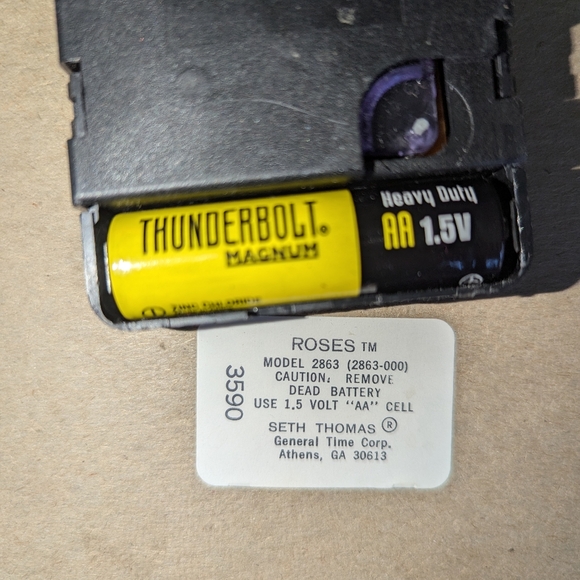 THUNDERBOLT®
MAGNUM
Heavy Duty
AA 1.5V
ROSES TM
MODEL 2863 (2863-000)
CAUTION: REMOVE
DEAD BATTERY
USE 1.5 VOLT "AA" CELL
SETH THOMAS ®
General Time Corp.
Athens, GA 30613
3590